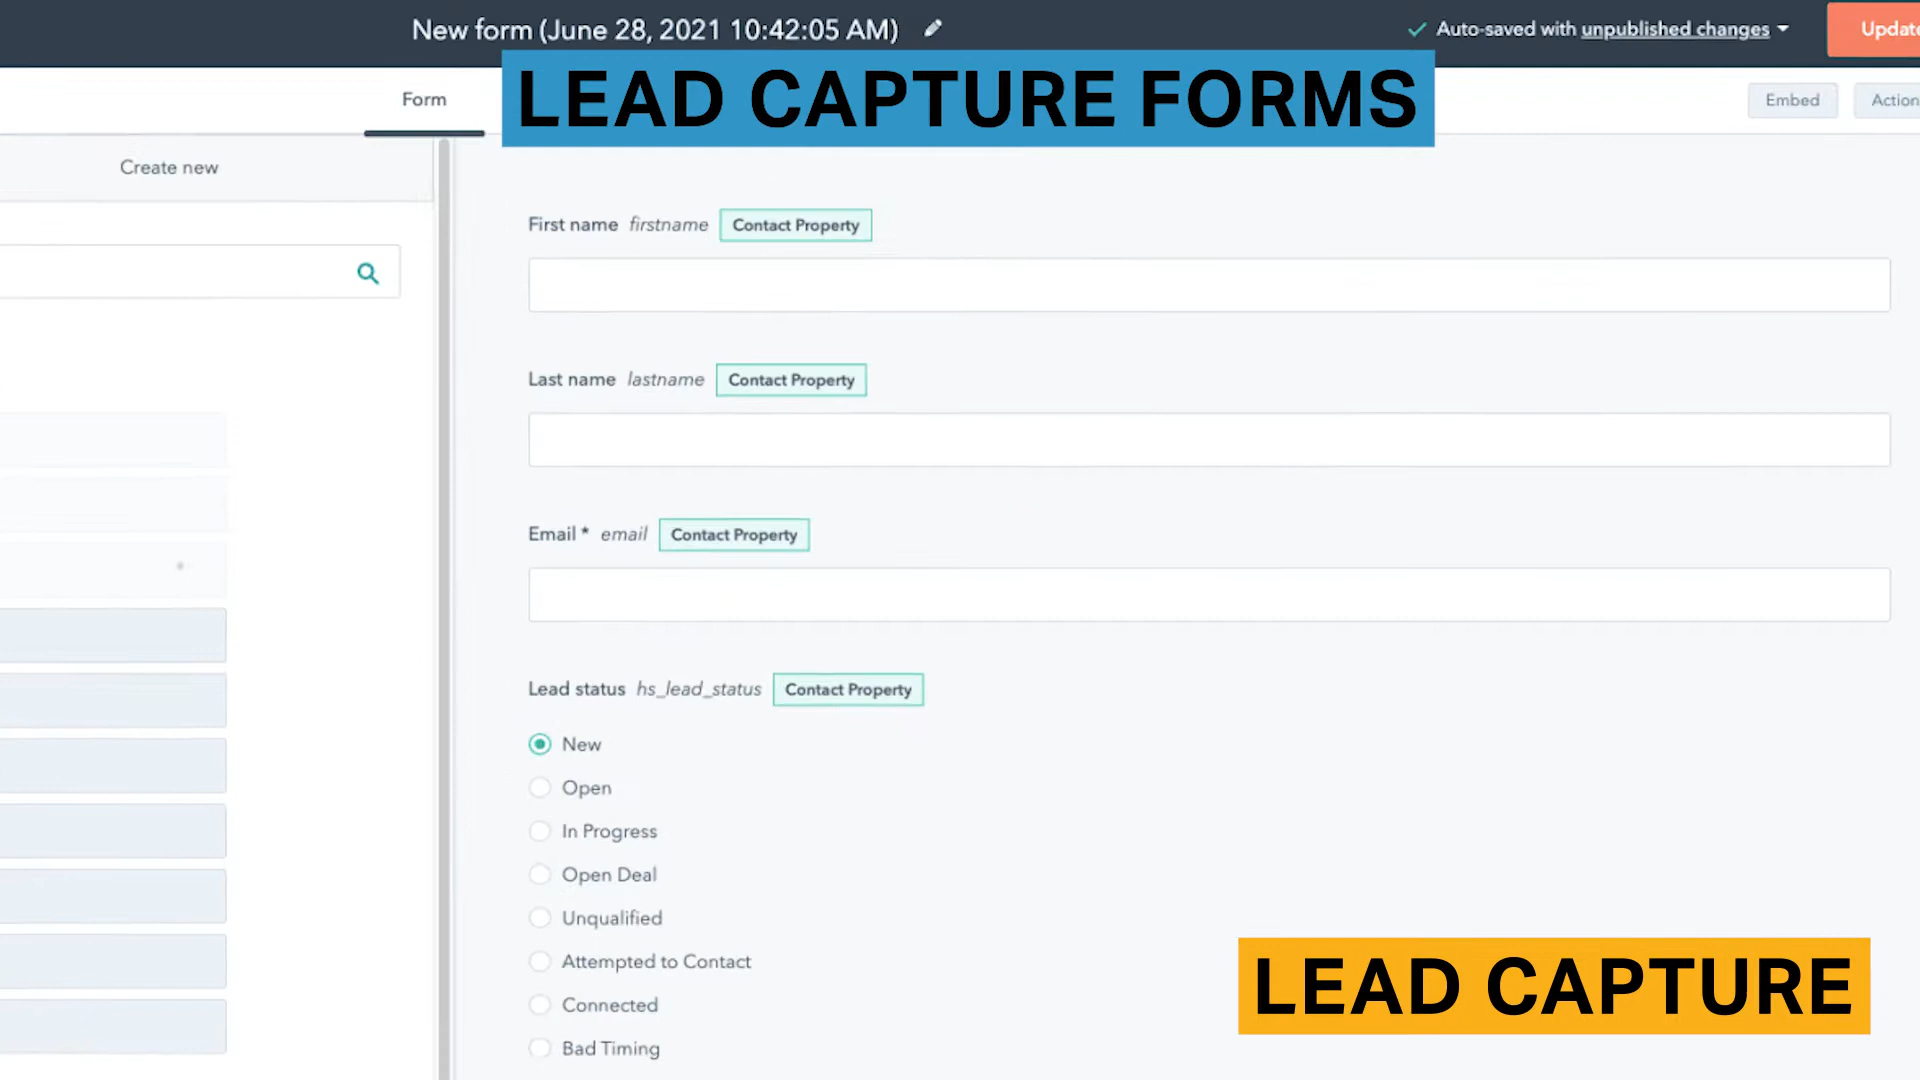 New form (June 28, 2021 10:42:05 AM)
Auto-saved with unpublished changes
Form
LEAD CAPTURE FORMS
Embed
Create new
First name firstname Contact Property
Last name lastname Contact Property
Email * email Contact Property
Lead status hs_lead_status Contact Property
New
Open
In Progress
Open Deal
Unqualified
Attempted to Contact
Connected
Bad Timing
LEAD CAPTURE